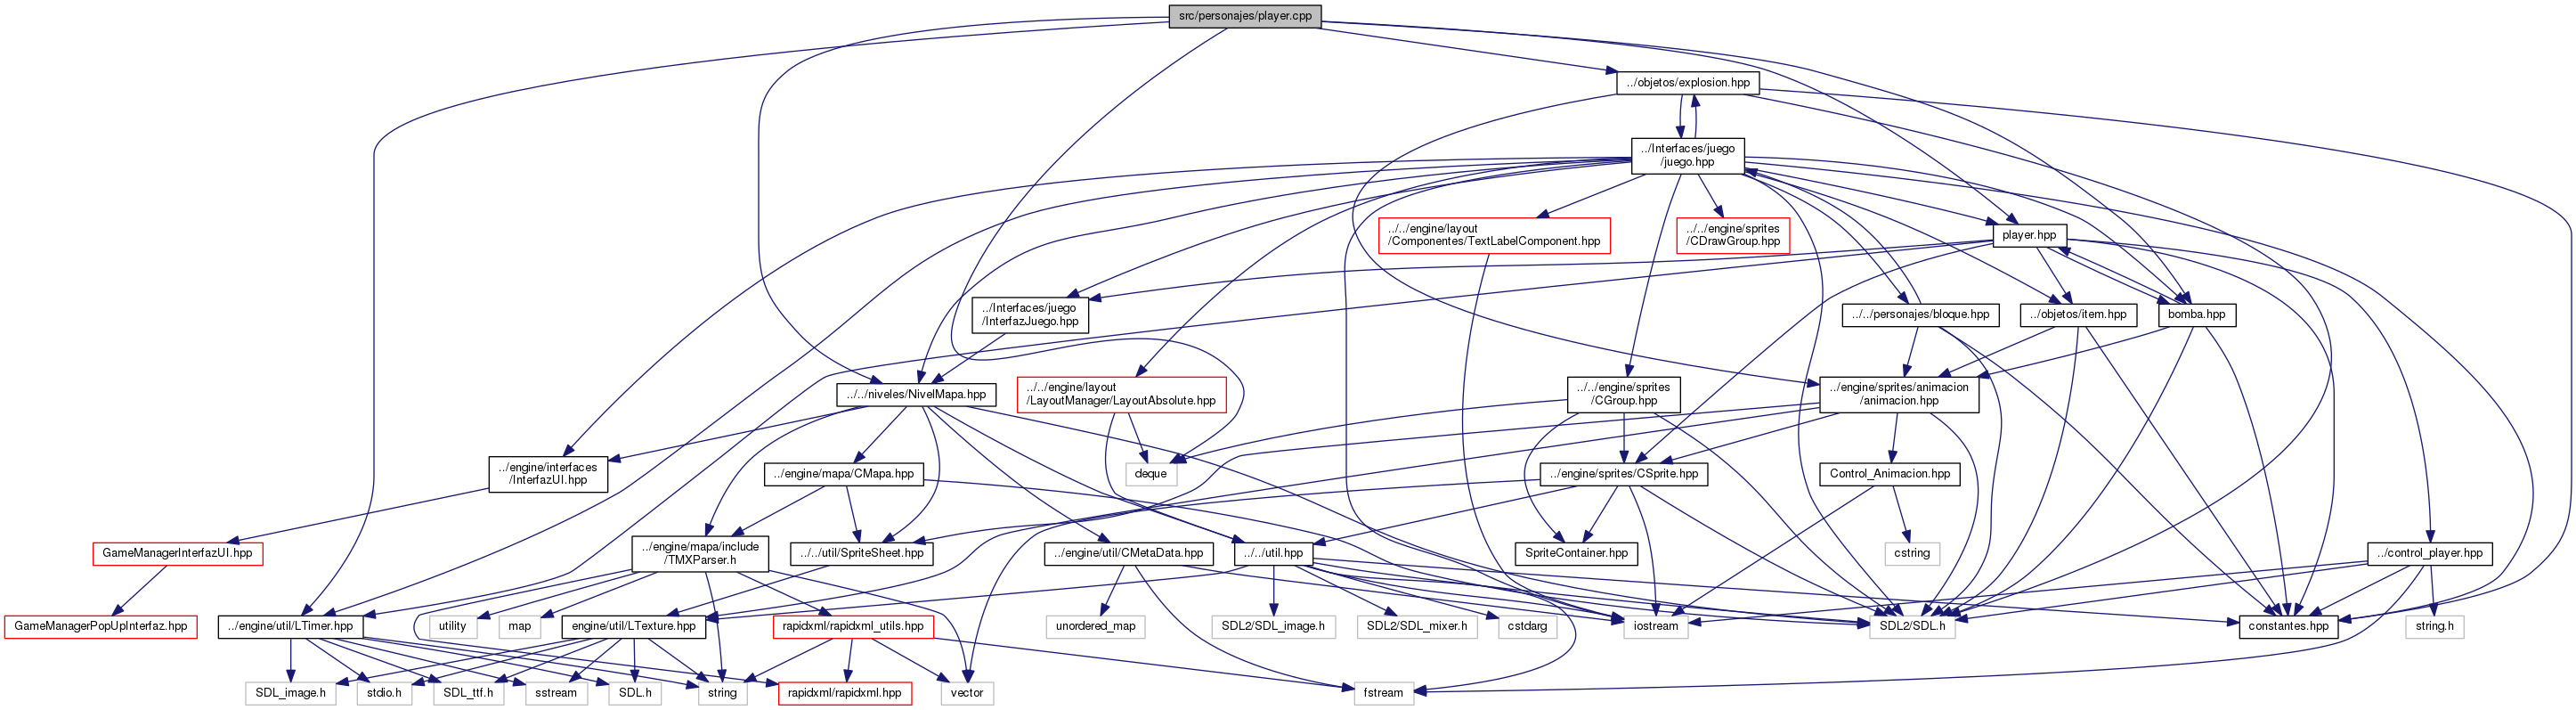 src/personajes/player.cpp
../objetos/explosion.hpp
../Interfaces/juego
/juego.hpp
../../engine/layout
/Componentes/TextLabelComponent.hpp
../../engine/sprites
/CDrawGroup.hpp
player.hpp
../Interfaces/juego
/InterfazJuego.hpp
../../personajes/bloque.hpp
../objetos/item.hpp
bomba.hpp
../../niveles/NivelMapa.hpp
../../engine/layout
/LayoutManager/LayoutAbsolute.hpp
../../engine/sprites
/CGroup.hpp
../engine/sprites/animacion
/animacion.hpp
../engine/interfaces
/InterfazUI.hpp
../engine/mapa/CMapa.hpp
deque
../engine/sprites/CSprite.hpp
Control_Animacion.hpp
GameManagerInterfazUI.hpp
../engine/mapa/include
/TMXParser.h
../../util/SpriteSheet.hpp
../engine/util/CMetaData.hpp
../../util.hpp
SpriteContainer.hpp
cstring
../control_player.hpp
GameManagerPopUpInterfaz.hpp
../engine/util/LTimer.hpp
utility
map
engine/util/LTexture.hpp
rapidxml/rapidxml_utils.hpp
unordered_map
SDL2/SDL_image.h
SDL2/SDL_mixer.h
cstdarg
iostream
SDL2/SDL.h
constantes.hpp
string.h
SDL_image.h
stdio.h
SDL_ttf.h
sstream
SDL.h
string
rapidxml/rapidxml.hpp
vector
fstream